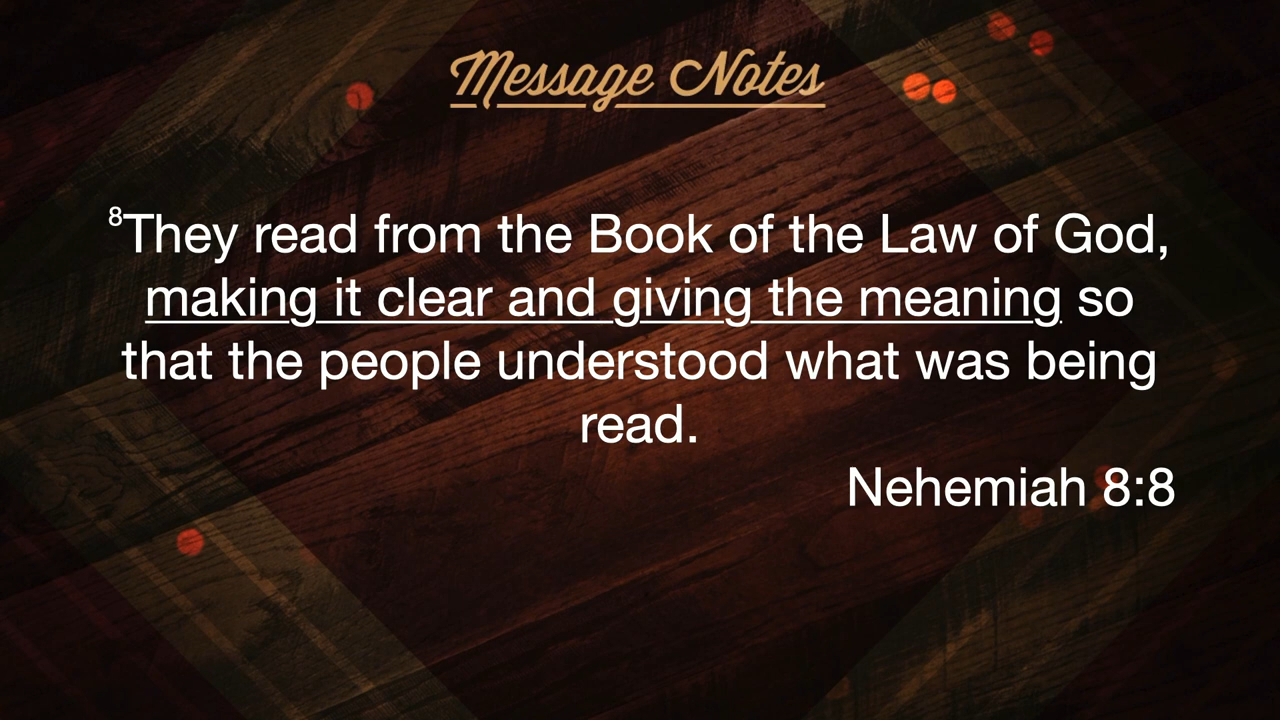 Message Notes
⁸They read from the Book of the Law of God,
making it clear and giving the meaning so
that the people understood what was being
read.
Nehemiah 8:8